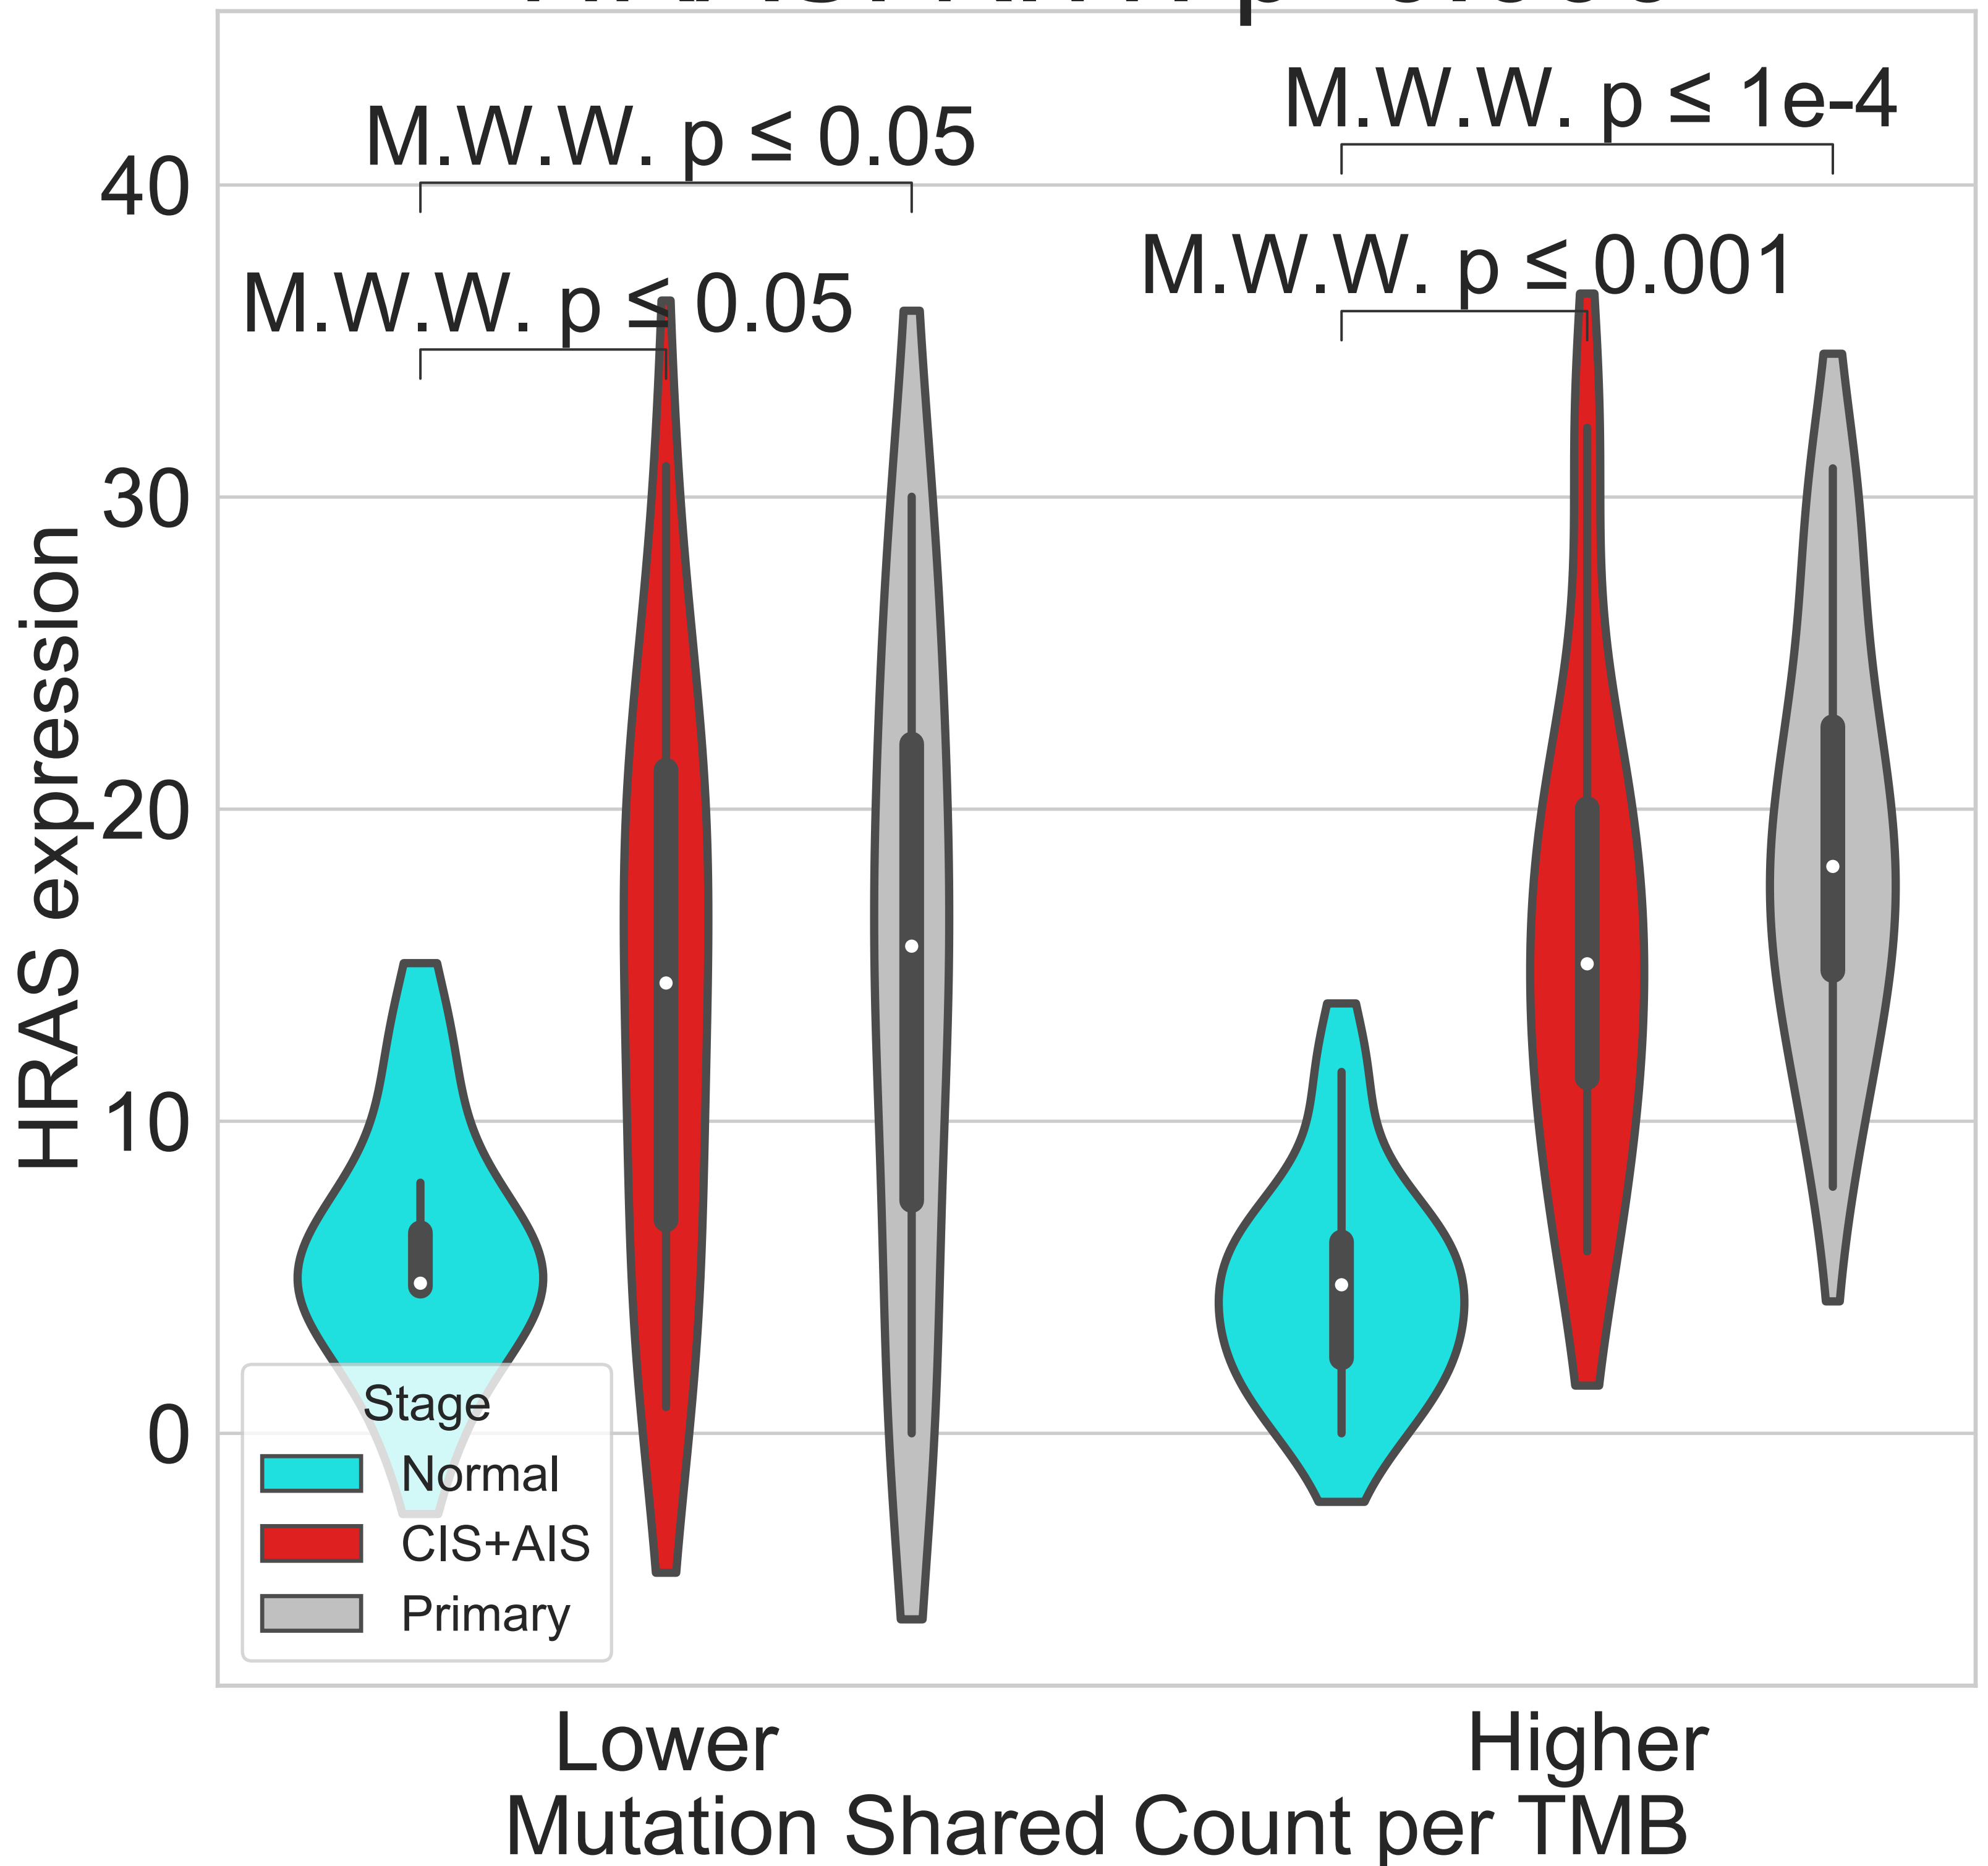 M.W.W. p ≤ 1e-4
M.W.W. p ≤ 0.05
40
M.W.W. p ≤ 0.001
M.W.W. p ≤ 0.05
30
HRAS expression
20
10
0
Stage
Normal
CIS+AIS
Primary
Lower
Higher
Mutation Shared Count per TMB